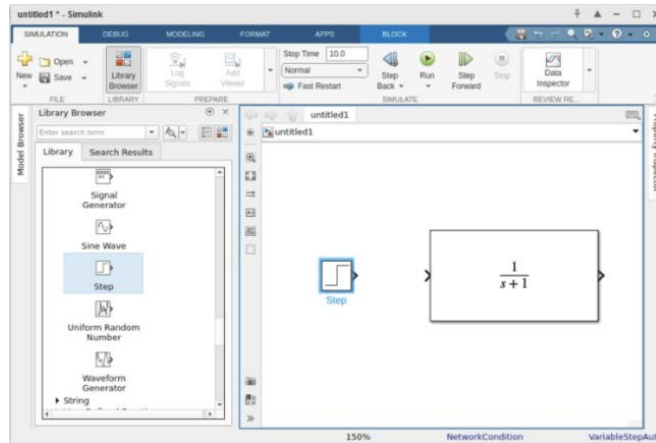 untitled1 * - Simulink
SIMULATION
DEBUG
MODELING
FORMAT
APPS
BLOCK
New
Open
Save
FILE
Library Browser
LIBRARY
Log Signals
Add Viewer
PREPARE
Stop Time 10.0
Normal
Fast Restart
Step Back
Run
Step Forward
Stop
SIMULATE
Data Inspector
REVIEW RE...
Model Browser
Library Browser
Enter search term
Library
Search Results
Signal Generator
Sine Wave
Step
Uniform Random Number
Waveform Generator
String
untitled1
untitled1
Step
1
s + 1
150%
NetworkCondition
VariableStepAut